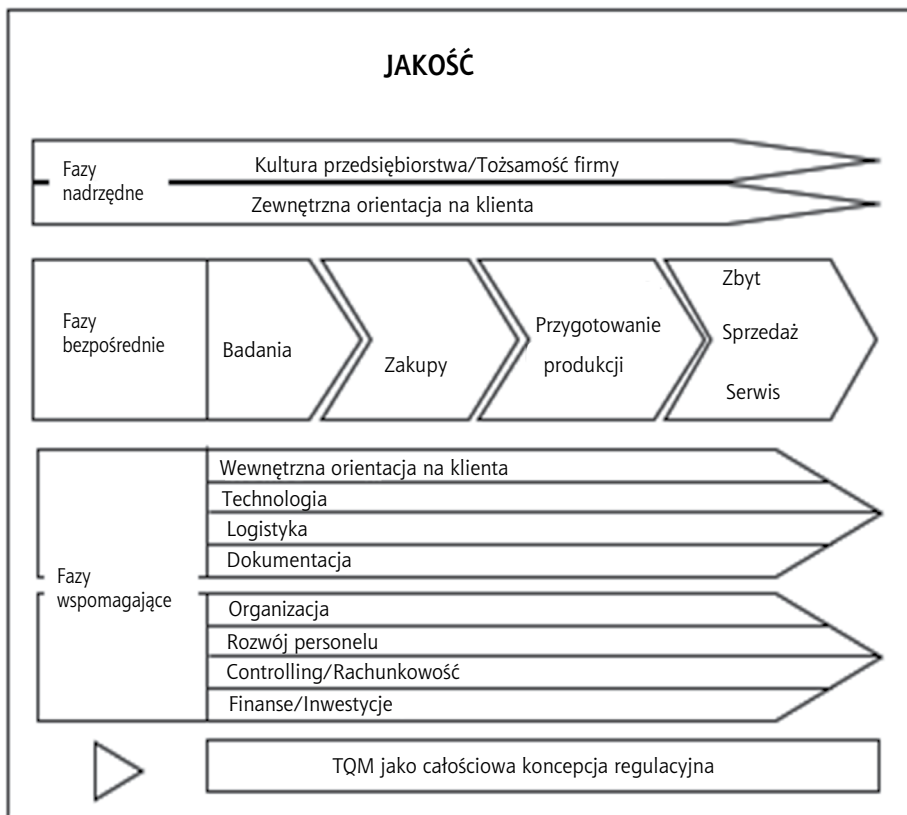 JAKOŚĆ
Fazy
nadrzędne
Kultura przedsiębiorstwa/Tożsamość firmy
Zewnętrzna orientacja na klienta
Fazy
bezpośrednie
Badania
Zakupy
Przygotowanie
produkcji
Zbyt
Sprzedaż
Serwis
Fazy
wspomagające
Wewnętrzna orientacja na klienta
Technologia
Logistyka
Dokumentacja
Organizacja
Rozwój personelu
Controlling/Rachunkowość
Finanse/Inwestycje
TQM jako całościowa koncepcja regulacyjna